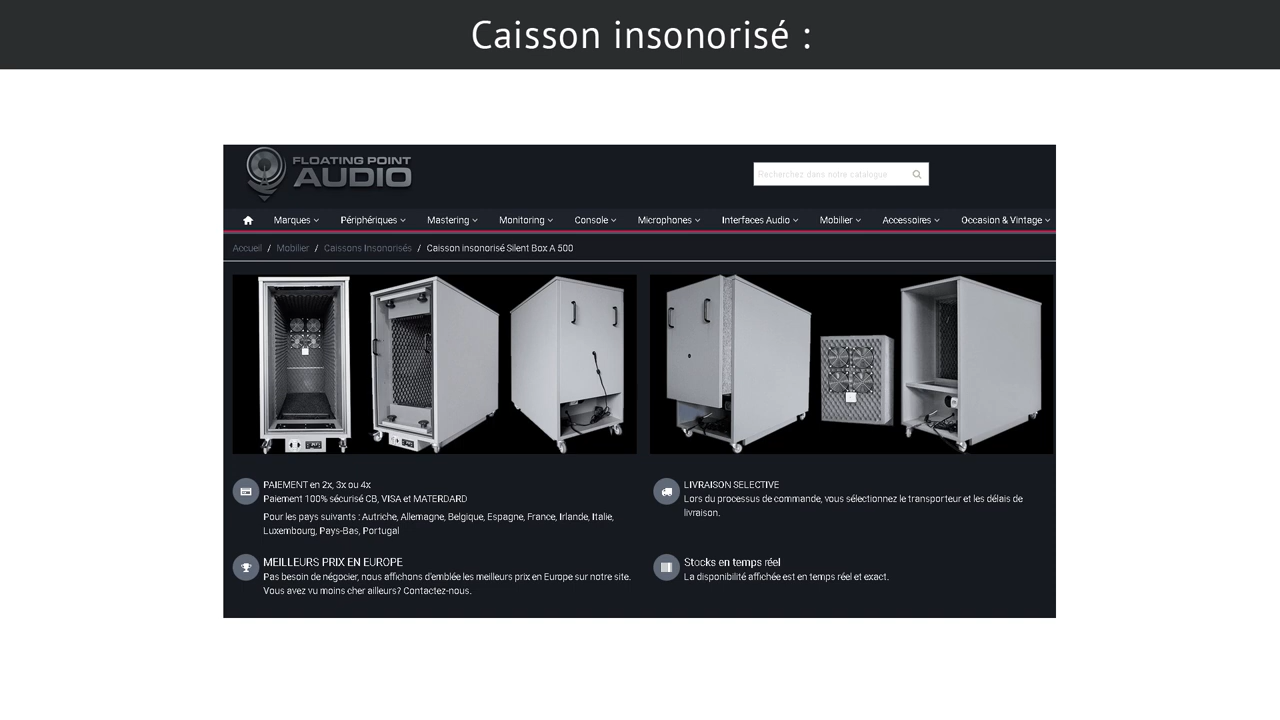 Caisson insonorisé :
FLOATING POINT
AUDIO
Recherchez dans notre catalogue
Marques Périphériques Mastering Monitoring Console Microphones Interfaces Audio Mobilier Accessoires Occasion & Vintage
Accueil / Mobilier / Caissons Insonorisés / Caisson insonorisé Silent Box A 500
PAIEMENT en 2x, 3x ou 4x
Paiement 100% sécurisé CB, VISA et MATERDARD
Pour les pays suivants : Autriche, Allemagne, Belgique, Espagne, France, Irlande, Italie,
Luxembourg, Pays-Bas, Portugal
LIVRAISON SELECTIVE
Lors du processus de commande, vous sélectionnez le transporteur et les délais de
livraison.
MEILLEURS PRIX EN EUROPE
Pas besoin de négocier, nous affichons d'emblée les meilleurs prix en Europe sur notre site.
Vous avez vu moins cher ailleurs? Contactez-nous.
Stocks en temps réel
La disponibilité affichée est en temps réel et exact.